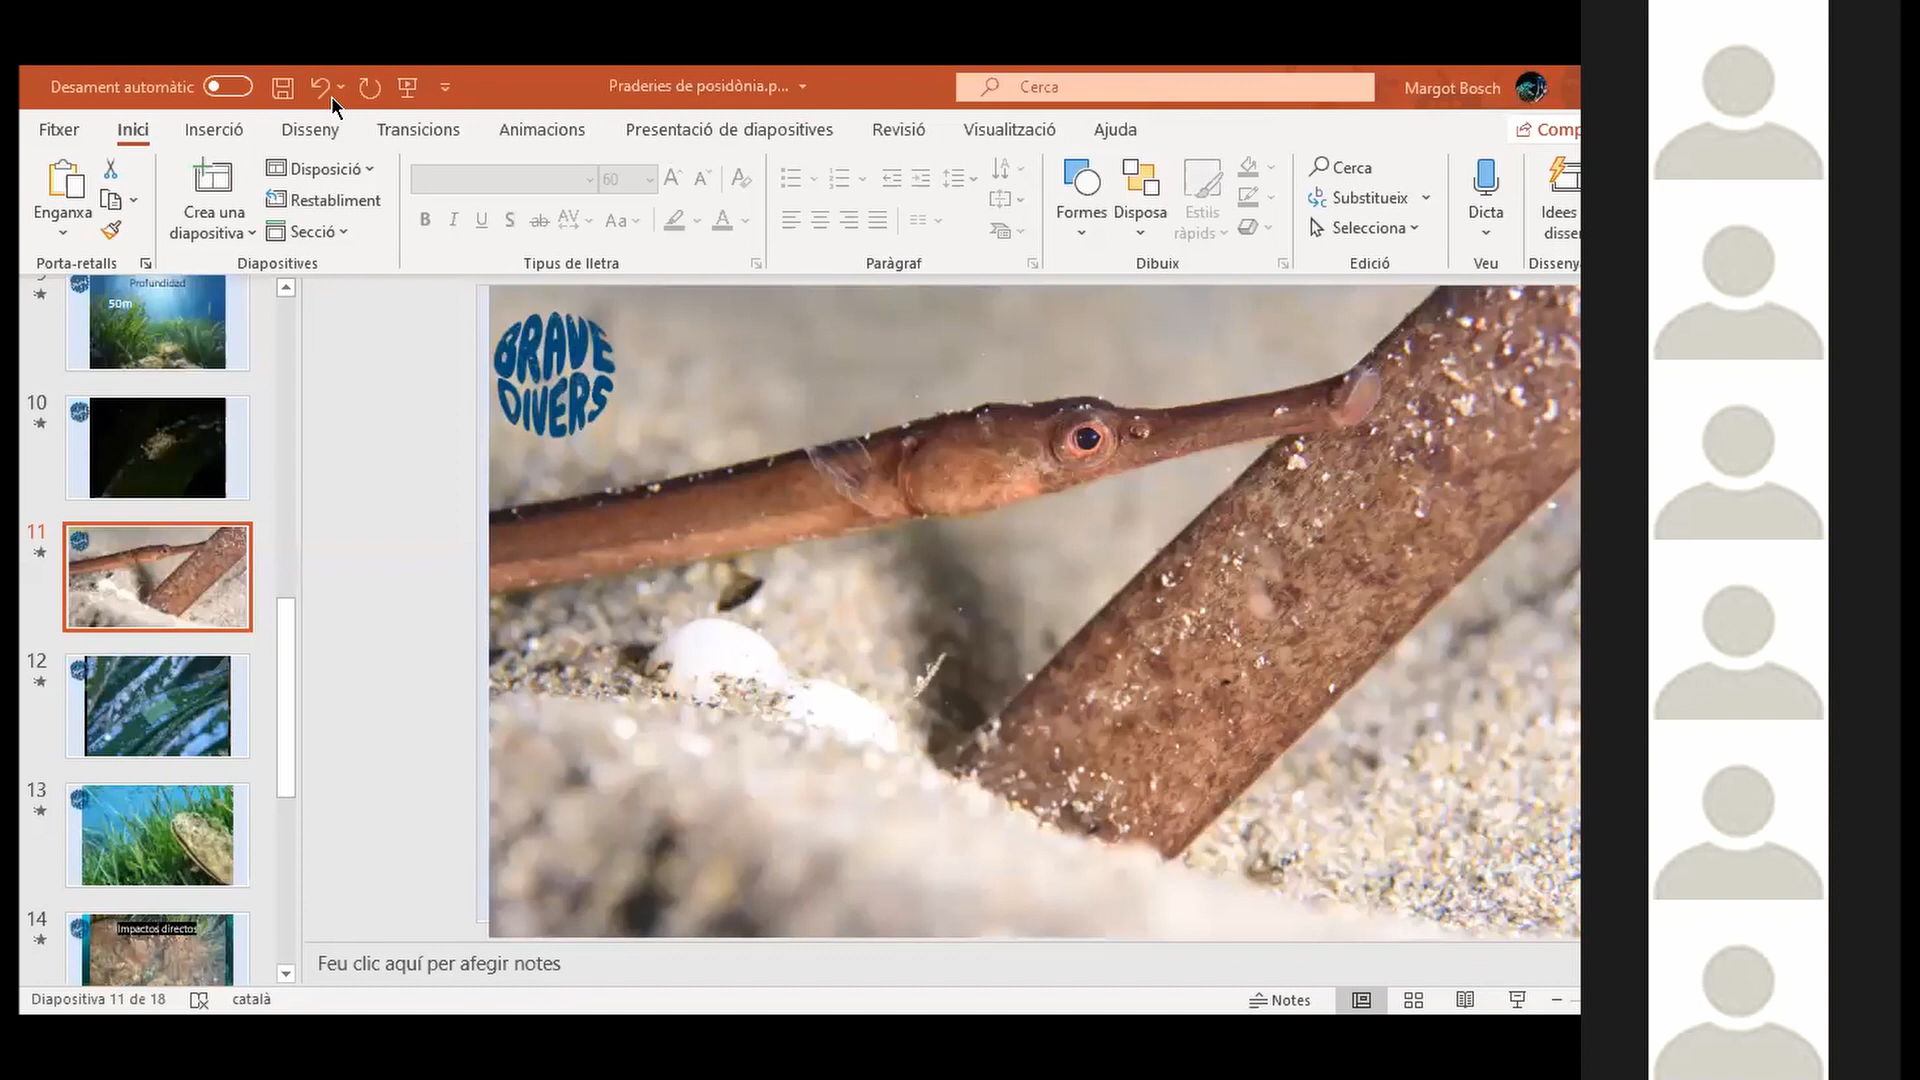 Desament automàtic
Praderies de posidònia.p...
Cerca
Margot Bosch
Fitxer
Inici
Inserció
Disseny
Transicions
Animacions
Presentació de diapositives
Revisió
Visualització
Ajuda
Comp
Enganxa
Crea una
diapositiva
Disposició
Restabliment
Secció
60
Formes
Disposa
Estils
ràpids
Cerca
Substitueix
Selecciona
Dicta
Idees
disse
Porta-retalls
Diapositives
Tipus de lletra
Paràgraf
Dibuix
Edició
Veu
Disseny
Profundidad
50m
10
11
12
13
14
Impactos directos
BRAVE
DIVERS
Feu clic aquí per afegir notes
Diapositiva 11 de 18
català
Notes